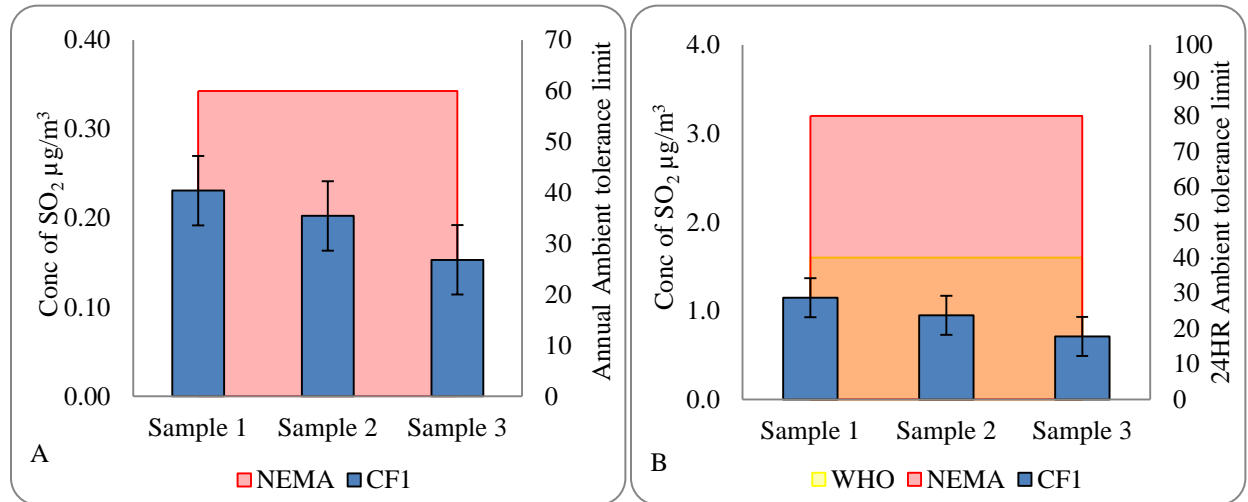 0.40
0.30
0.20
0.10
0.00
Conc of SO2 µg/m3
70
60
50
40
30
20
10
0
Annual Ambient tolerance limit
Sample 1 Sample 2 Sample 3
A
NEMA CF1
4.0
3.0
2.0
1.0
0.0
Conc of SO2 µg/m3
100
90
80
70
60
50
40
30
20
10
0
24HR Ambient tolerance limit
Sample 1 Sample 2 Sample 3
B
WHO NEMA CF1